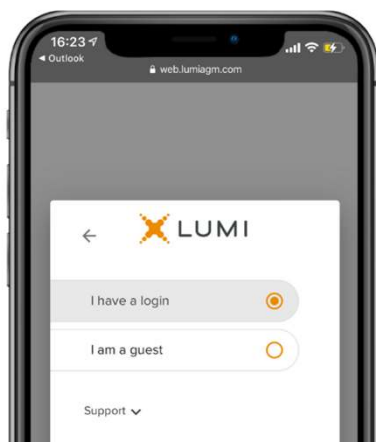 16:23
Outlook
web.lumiagm.com
LUMI
I have a login
I am a guest
Support